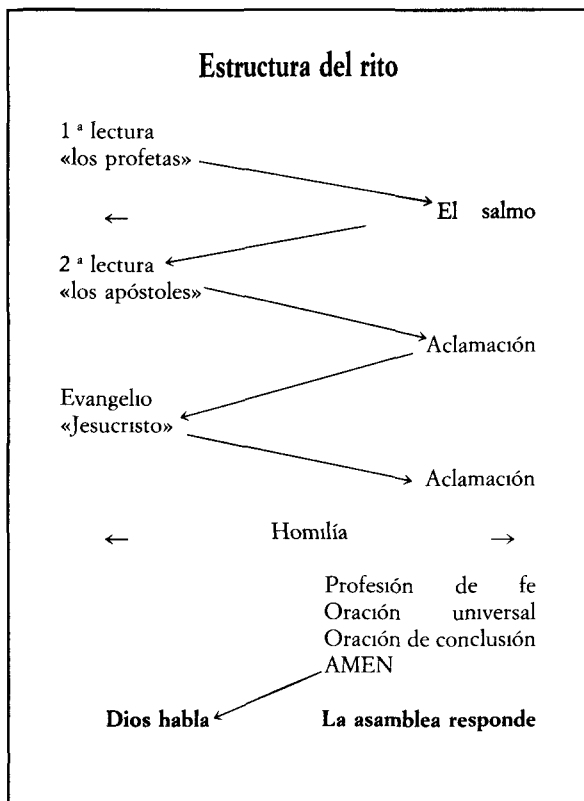 Estructura del rito
1ª lectura
«los profetas»
← El salmo
2ª lectura
«los apóstoles»
Aclamación
Evangelio
«Jesucristo»
Aclamación
← Homilía →
Profesión de fe
Oración universal
Oración de conclusión
AMEN
Dios habla La asamblea responde